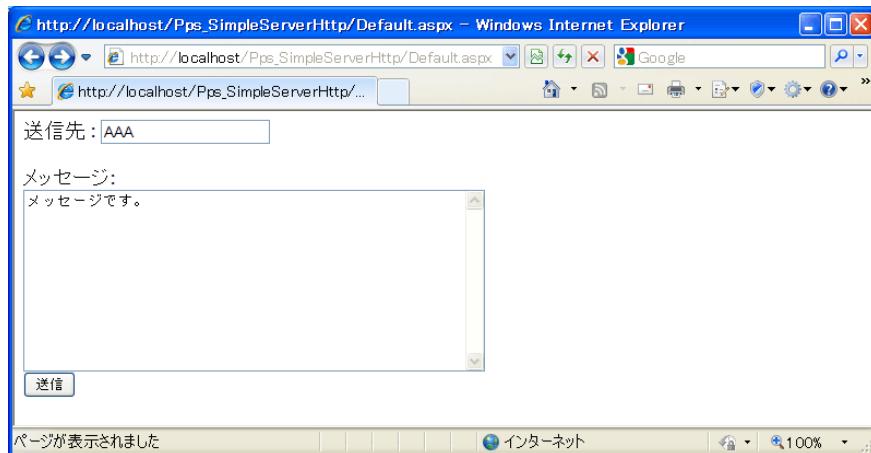 http://localhost/Pps_SimpleServerHttp/Default.aspx - Windows Internet Explorer
http://localhost/Pps_SimpleServerHttp/Default.aspx
Google
http://localhost/Pps_SimpleServerHttp/...
»
送信先 : AAA
メッセージ:
メッセージです。
送信
ページが表示されました
インターネット
100%